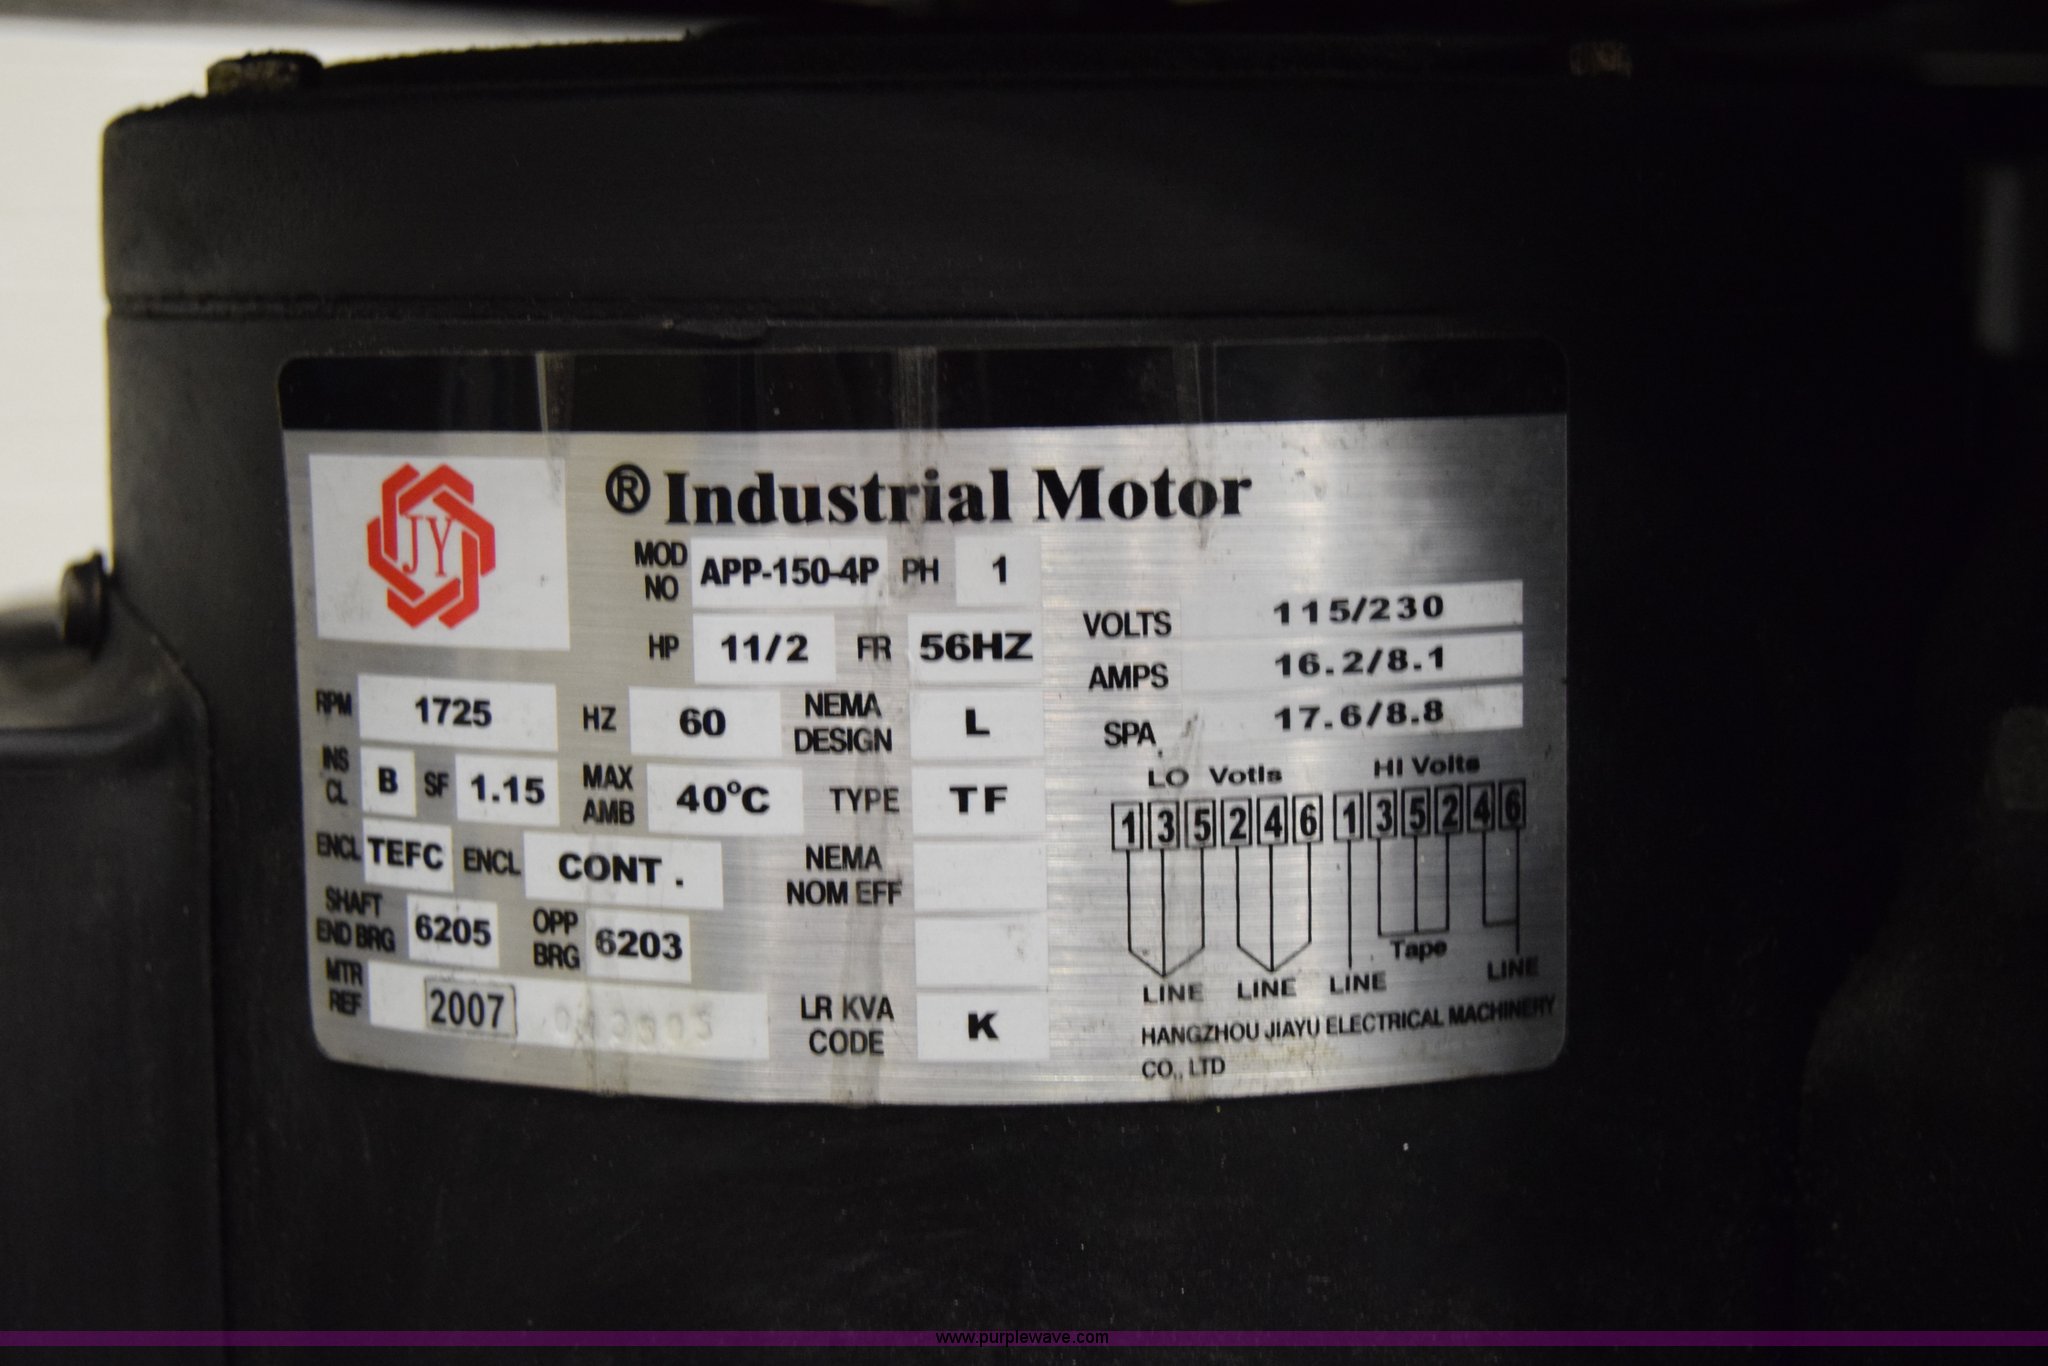 JY
® Industrial Motor
MOD NO APP-150-4P PH 1
HP 11/2 FR 56HZ
RPM 1725 HZ 60 NEMA DESIGN L
INS CL B SF 1.15 MAX AMB 40°C TYPE TF
ENCL TEFC ENCL CONT. NEMA NOM EFF
SHAFT END BRG 6205 OPP BRG 6203
MTR REF 2007 LR KVA CODE K
VOLTS 115/230
AMPS 16.2/8.1
SPA 17.6/8.8
LO Votls HI Volts
1 3 5 2 4 6 1 3 5 2 4 6
Tape
LINE LINE LINE LINE
HANGZHOU JIAYU ELECTRICAL MACHINERY
CO., LTD
www.purplewave.com